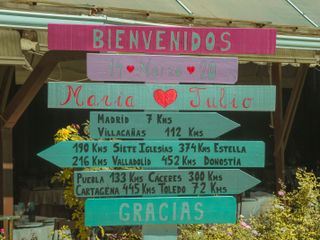 BIENVENIDOS
María ♥ Julio
MADRID 7 KMS
VILLACAÑAS 112 KMS
190 KMS SIETE IGLESIAS 374 KMS ESTELLA
216 KMS VALLADOLID 452 KMS DONOSTIA
PUEBLA 133 KMS CÁCERES 300 KMS
CARTAGENA 445 KMS TOLEDO 72 KMS
GRACIAS